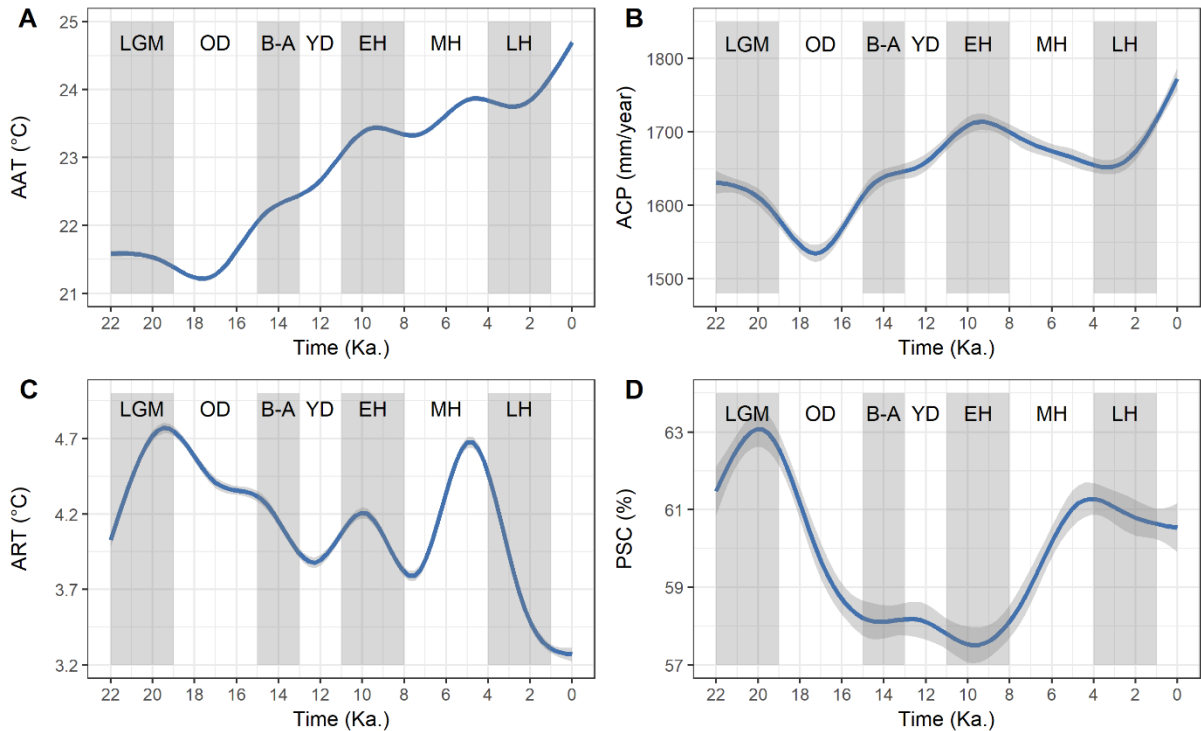 A
AAT (°C)
25
24
23
22
21
LGM OD B-A YD EH MH LH
22 20 18 16 14 12 10 8 6 4 2 0
Time (Ka.)
B
ACP (mm/year)
1800
1700
1600
1500
LGM OD B-A YD EH MH LH
22 20 18 16 14 12 10 8 6 4 2 0
Time (Ka.)
C
ART (°C)
4.7
4.2
3.7
3.2
LGM OD B-A YD EH MH LH
22 20 18 16 14 12 10 8 6 4 2 0
Time (Ka.)
D
PSC (%)
63
61
59
57
LGM OD B-A YD EH MH LH
22 20 18 16 14 12 10 8 6 4 2 0
Time (Ka.)